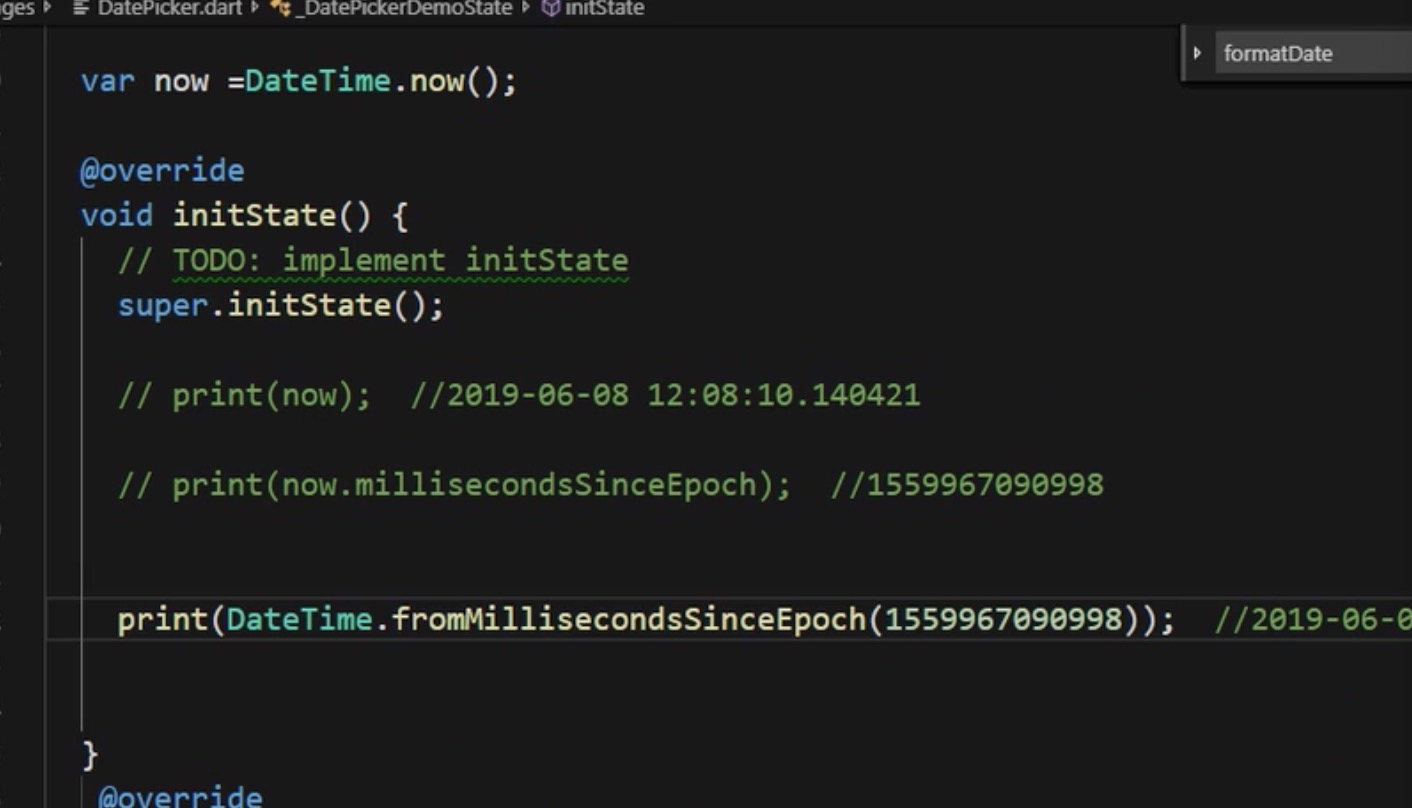 ges DatePicker.dart _DatePickerDemoState initState
formatDate
var now =DateTime.now();
@override
void initState() {
// TODO: implement initState
super.initState();
// print(now); //2019-06-08 12:08:10.140421
// print(now.millisecondsSinceEpoch); //1559967090998
print(DateTime.fromMillisecondsSinceEpoch(1559967090998)); //2019-06-0
}
@override